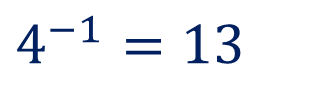 4⁻¹ = 13